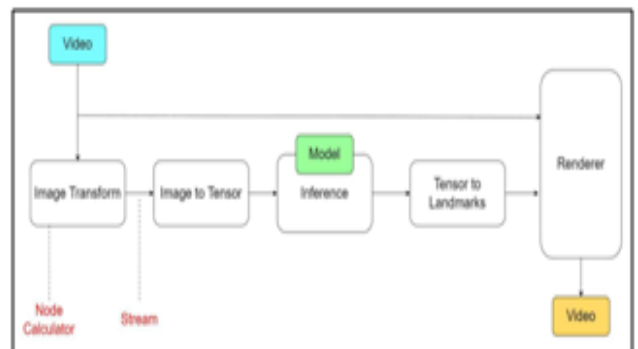 Video
Model
Renderer
Image Transform
Image to Tensor
Inference
Tensor to
Landmarks
Node
Calculator
Stream
Video